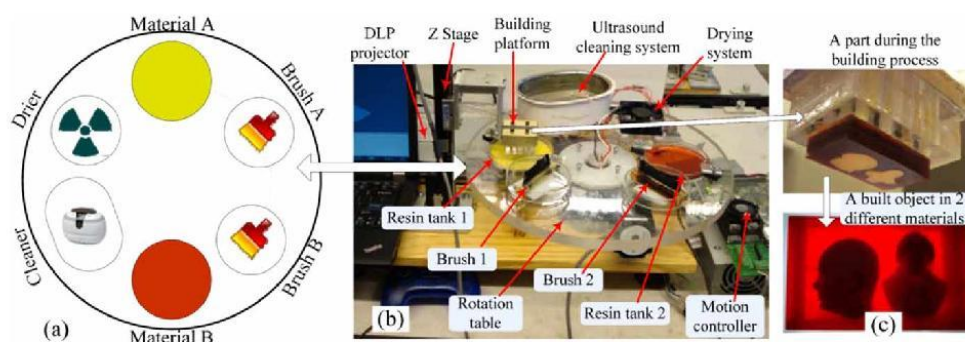 Material A
Brush A
Drier
Cleaner
Brush B
Material B
(a)
DLP
projector
Z Stage
Building
platform
Ultrasound
cleaning system
Drying
system
(b)
Resin tank 1
Brush 1
Rotation
table
Brush 2
Resin tank 2
Motion
controller
A part during the
building process
A built object in 2
different materials
(c)